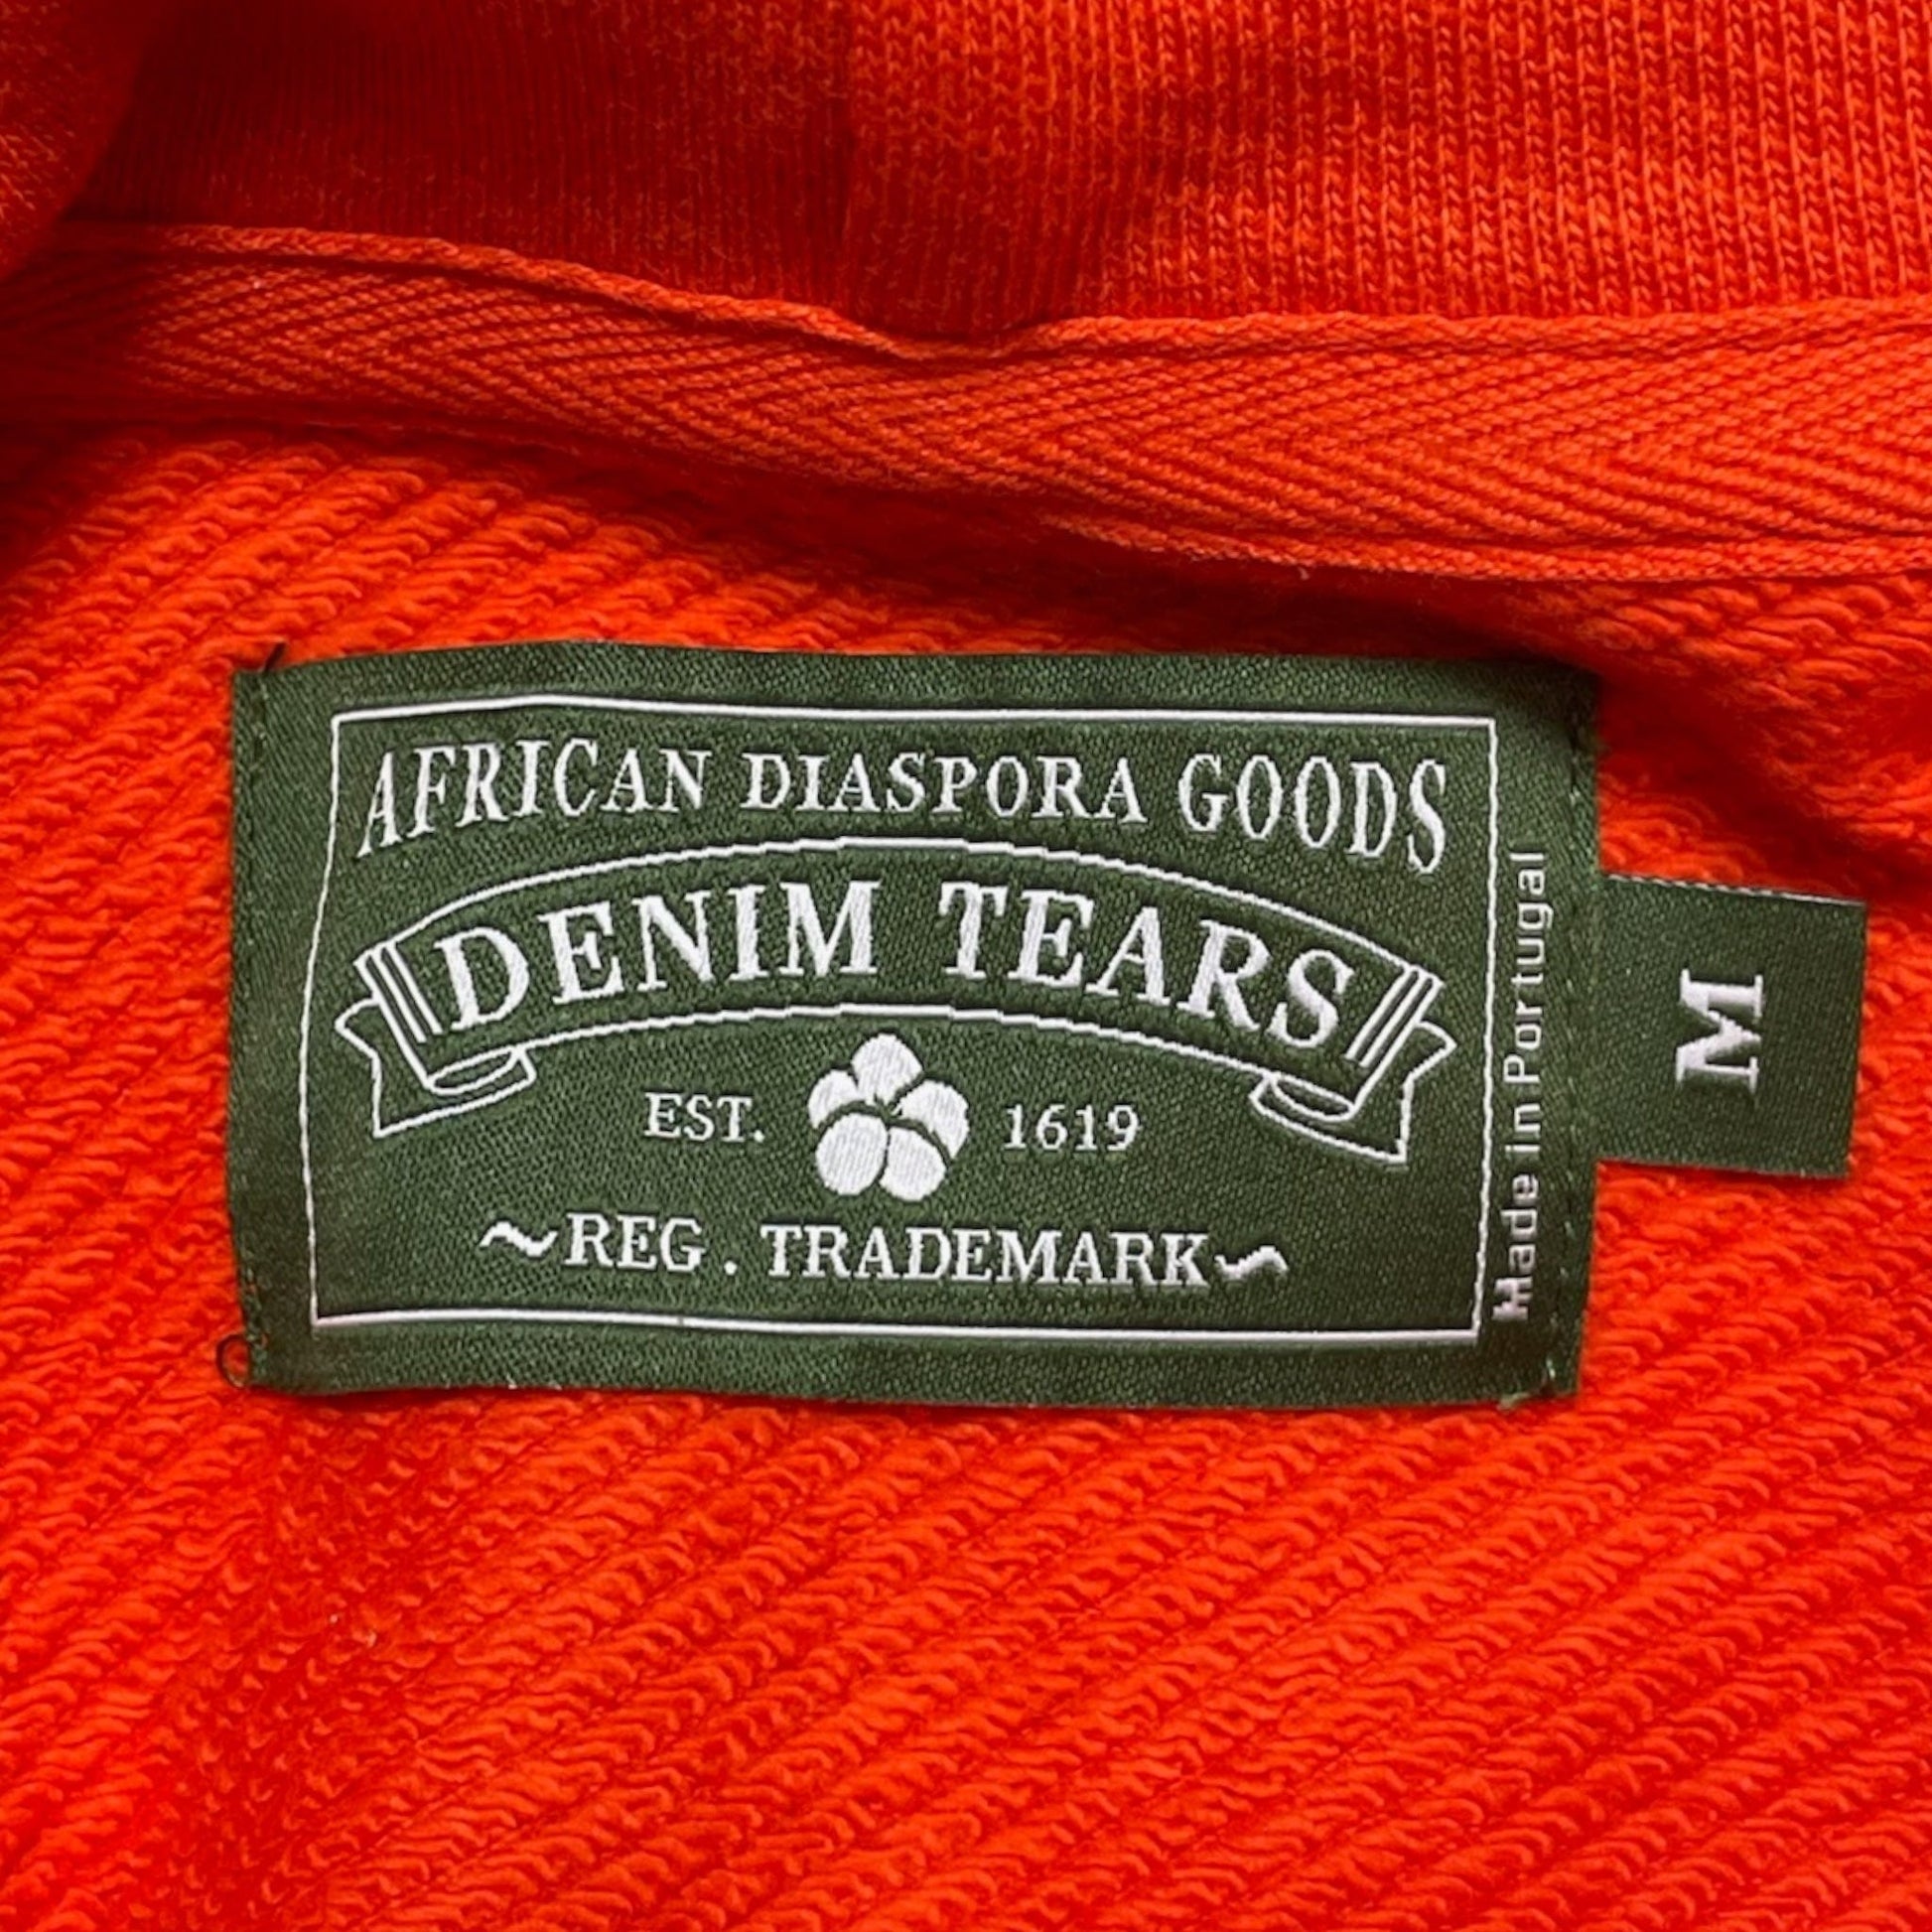 AFRICAN DIASPORA GOODS
DENIM TEARS
EST. 1619
~REG. TRADEMARK~
Made in Portugal
M